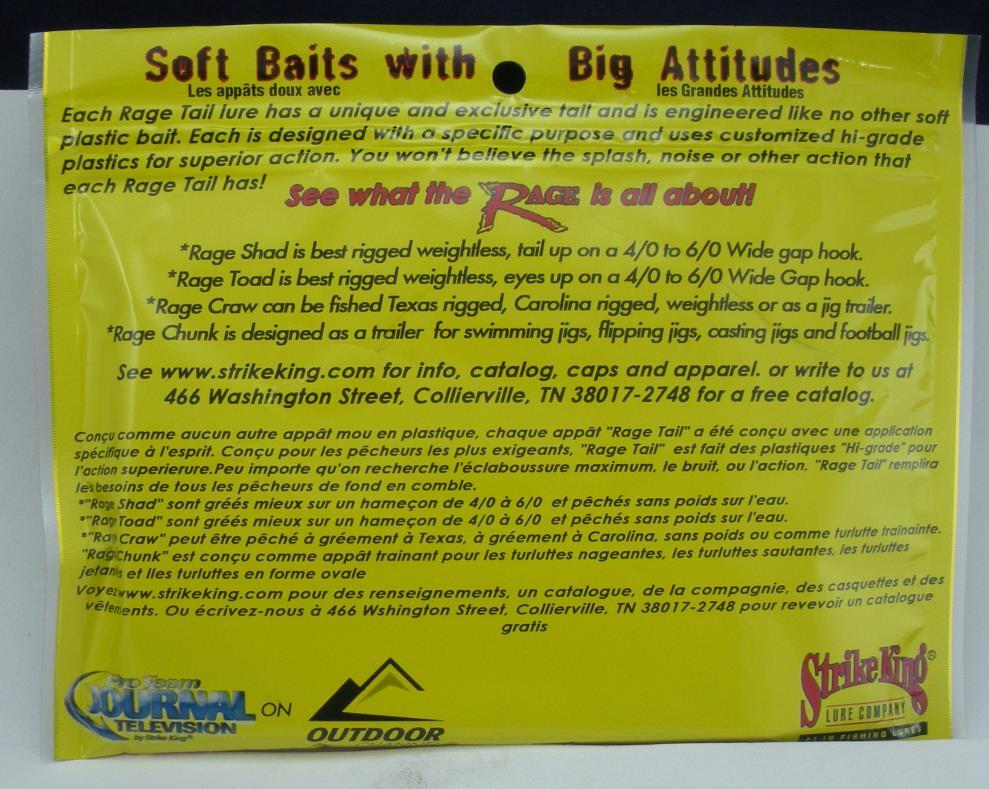 Soft Baits with Big Attitudes
Les appâts doux avec les Grandes Attitudes
Each Rage Tail lure has a unique and exclusive tail and is engineered like no other soft
plastic bait. Each is designed with a specific purpose and uses customized hi-grade
plastics for superior action. You won't believe the splash, noise or other action that
each Rage Tail has!
See what the RAGE is all about!
*Rage Shad is best rigged weightless, tail up on a 4/0 to 6/0 Wide gap hook.
*Rage Toad is best rigged weightless, eyes up on a 4/0 to 6/0 Wide Gap hook.
*Rage Craw can be fished Texas rigged, Carolina rigged, weightless or as a jig trailer.
*Rage Chunk is designed as a trailer for swimming jigs, flipping jigs, casting jigs and football jigs.
See www.strikeking.com for info, catalog, caps and apparel. or write to us at
466 Washington Street, Collierville, TN 38017-2748 for a free catalog.
Conçu comme aucun autre appât mou en plastique, chaque appât "Rage Tail" a été conçu avec une application
spécifique à l'esprit. Conçu pour les pêcheurs les plus exigeants, "Rage Tail" est fait des plastiques "Hi-grade" pour
l'action superierure.Peu importe qu'on recherche l'éclaboussure maximum, le bruit, ou l'action, "Rage Tail" remplira
les besoins de tous les pêcheurs de fond en comble.
*"Rage Shad" sont gréés mieux sur un hameçon de 4/0 à 6/0 et pêchés sans poids sur l'eau.
*"Rage Toad" sont gréés mieux sur un hameçon de 4/0 à 6/0 et pêchés sans poids sur l'eau.
*"Rage Craw" peut être pêché à gréement à Texas, à gréement à Carolina, sans poids ou comme turlutte traînainte.
"Rage Chunk" est conçu comme appât trainant pour les turluttes nageantes, les turluttes sautantes, les turluttes
jetants et lles turluttes en forme ovale
Voyez www.strikeking.com pour des renseignements, un catalogue, de la compagnie, des casquettes et des
vêtements. Ou écrivez-nous à 466 Wshington Street, Collierville, TN 38017-2748 pour revevoir un catalogue
gratis
Pro Team
JOURNAL
TELEVISION
by Strike King®
ON
OUTDOOR
CHANNEL
Strike King®
LURE COMPANY
#1 IN FISHING LURES